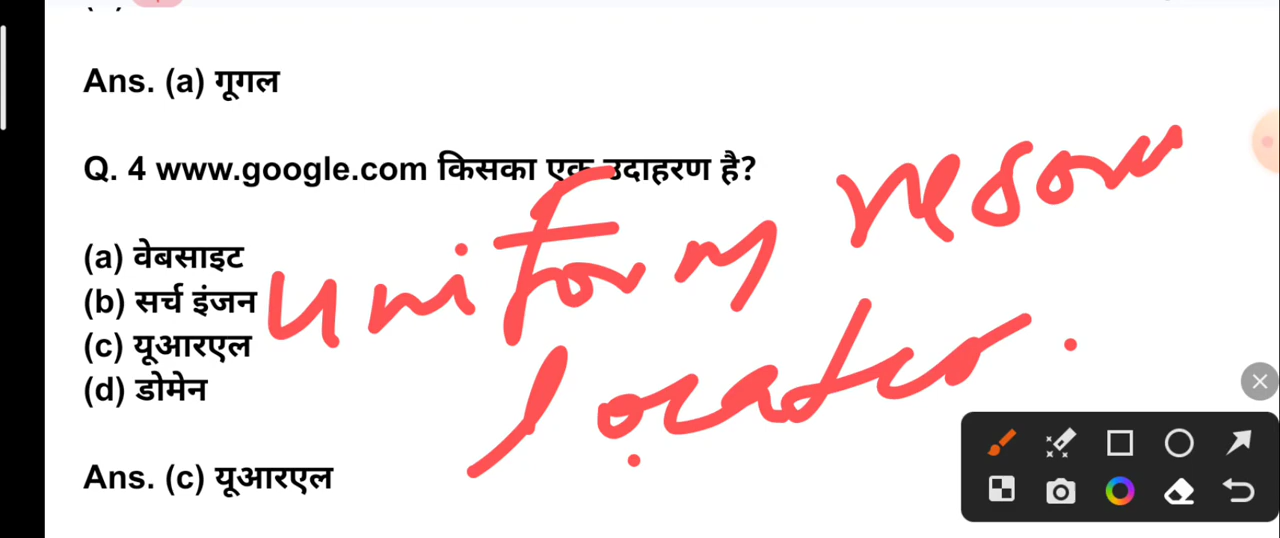 Ans. (a) गूगल
Q. 4 www.google.com किसका एक उदाहरण है?
(a) वेबसाइट
(b) सर्च इंजन
(c) यूआरएल
(d) डोमेन
uniform resour
locator.
Ans. (c) यूआरएल